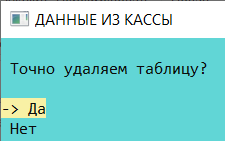 ДАННЫЕ ИЗ КАССЫ
Точно удаляем таблицу?
-> Да
Нет